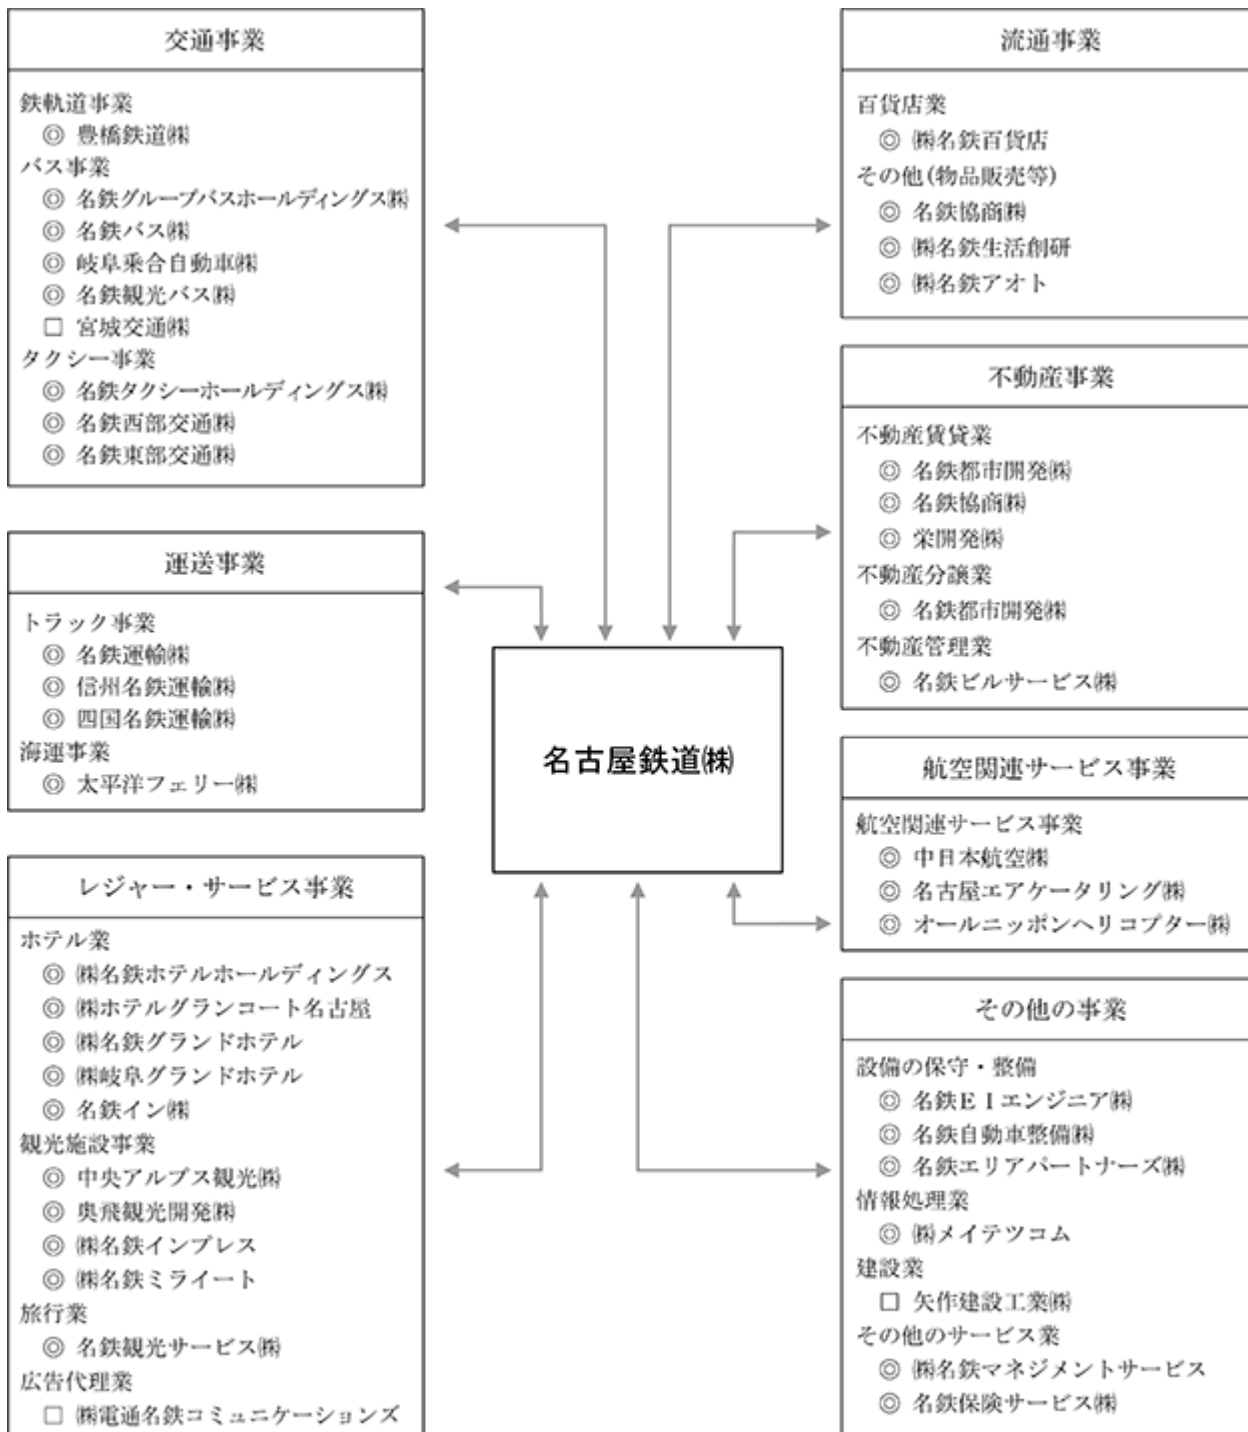 交通事業
鉄軌道事業
◎ 豊橋鉄道㈱
バス事業
◎ 名鉄グループバスホールディングス㈱
◎ 名鉄バス㈱
◎ 岐阜乗合自動車㈱
◎ 名鉄観光バス㈱
□ 宮城交通㈱
タクシー事業
◎ 名鉄タクシーホールディングス㈱
◎ 名鉄西部交通㈱
◎ 名鉄東部交通㈱
運送事業
トラック事業
◎ 名鉄運輸㈱
◎ 信州名鉄運輸㈱
◎ 四国名鉄運輸㈱
海運事業
◎ 太平洋フェリー㈱
レジャー・サービス事業
ホテル業
◎ ㈱名鉄ホテルホールディングス
◎ ㈱ホテルグランコート名古屋
◎ ㈱名鉄グランドホテル
◎ ㈱岐阜グランドホテル
◎ 名鉄イン㈱
観光施設事業
◎ 中央アルプス観光㈱
◎ 奥飛観光開発㈱
◎ ㈱名鉄インプレス
◎ ㈱名鉄ミライート
旅行業
◎ 名鉄観光サービス㈱
広告代理業
□ ㈱電通名鉄コミュニケーションズ
名古屋鉄道㈱
流通事業
百貨店業
◎ ㈱名鉄百貨店
その他(物品販売等)
◎ 名鉄協商㈱
◎ ㈱名鉄生活創研
◎ ㈱名鉄アオト
不動産事業
不動産賃貸業
◎ 名鉄都市開発㈱
◎ 名鉄協商㈱
◎ 栄開発㈱
不動産分譲業
◎ 名鉄都市開発㈱
不動産管理業
◎ 名鉄ビルサービス㈱
航空関連サービス事業
航空関連サービス事業
◎ 中日本航空㈱
◎ 名古屋エアケータリング㈱
◎ オールニッポンヘリコプター㈱
その他の事業
設備の保守・整備
◎ 名鉄ＥＩエンジニア㈱
◎ 名鉄自動車整備㈱
◎ 名鉄エリアパートナーズ㈱
情報処理業
◎ ㈱メイテツコム
建設業
□ 矢作建設工業㈱
その他のサービス業
◎ ㈱名鉄マネジメントサービス
◎ 名鉄保険サービス㈱